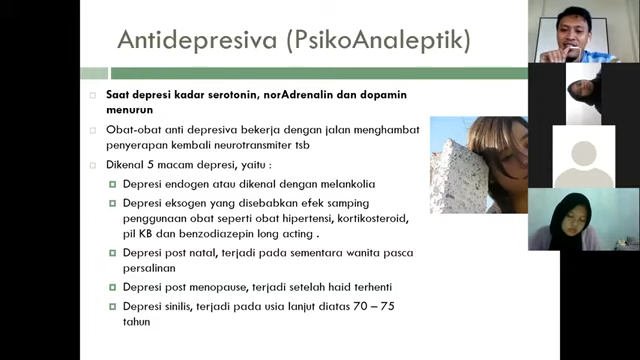 Antidepresiva (PsikoAnaleptik)
Saat depresi kadar serotonin, norAdrenalin dan dopamin
menurun
Obat-obat anti depresiva bekerja dengan jalan menghambat
penyerapan kembali neurotransmiter tsb
Dikenal 5 macam depresi, yaitu :
Depresi endogen atau dikenal dengan melankolia
Depresi eksogen yang disebabkan efek samping
penggunaan obat seperti obat hipertensi, kortikosteroid,
pil KB dan benzodiazepin long acting .
Depresi post natal, terjadi pada sementara wanita pasca
persalinan
Depresi post menopause, terjadi setelah haid terhenti
Depresi sinilis, terjadi pada usia lanjut diatas 70 – 75
tahun